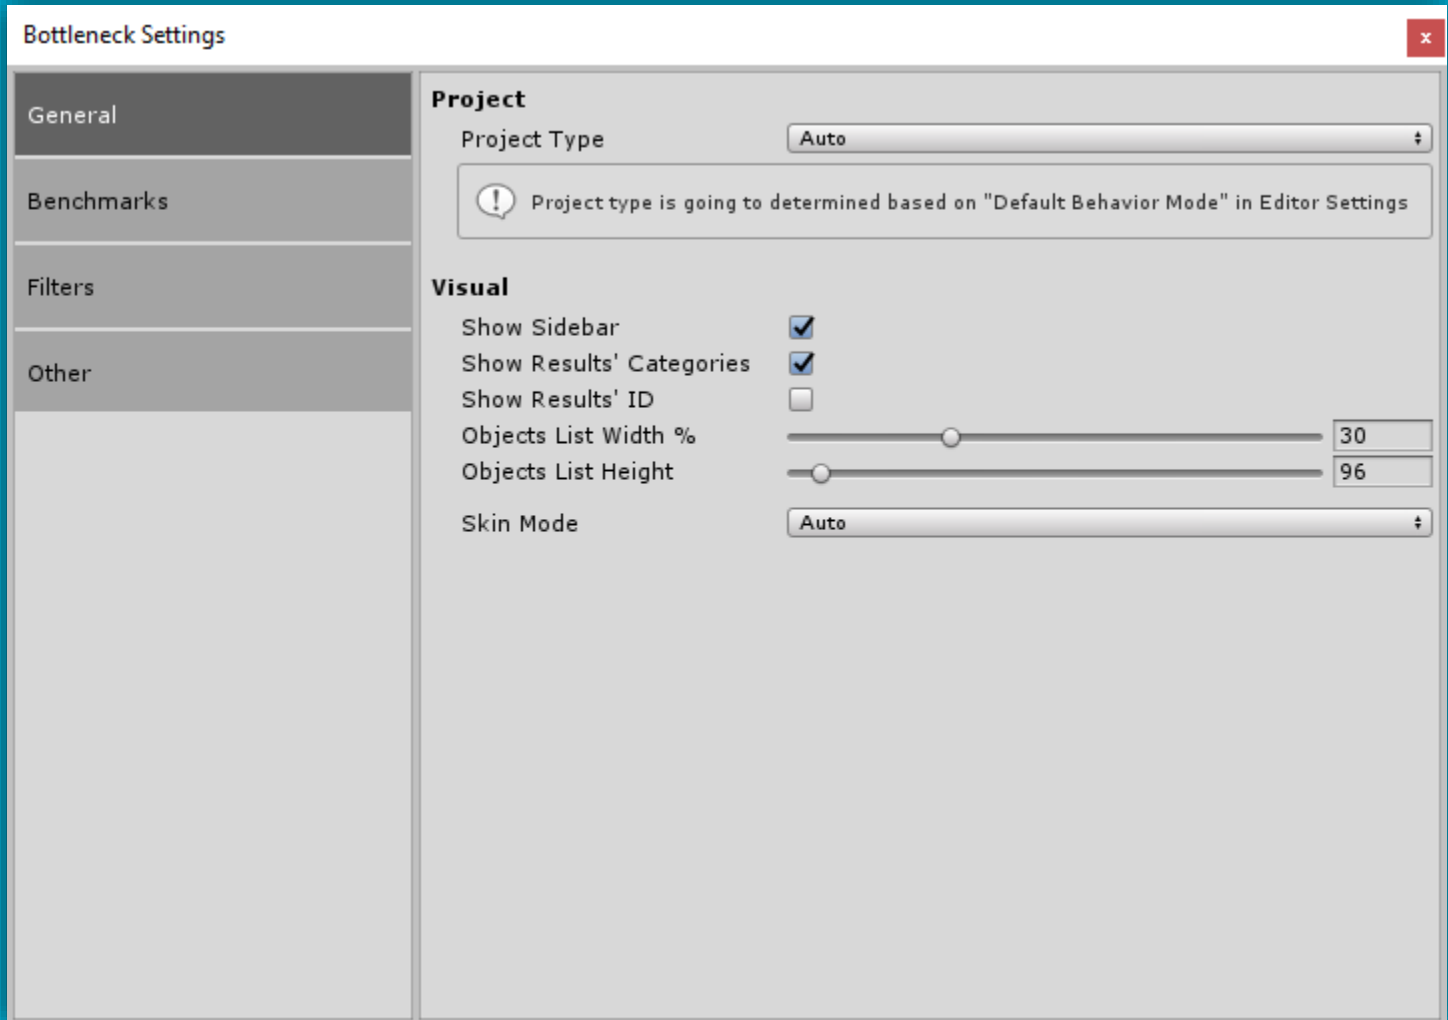 Bottleneck Settings
x
General
Benchmarks
Filters
Other
Project
Project Type Auto
Project type is going to determined based on "Default Behavior Mode" in Editor Settings
Visual
Show Sidebar
Show Results' Categories
Show Results' ID
Objects List Width % 30
Objects List Height 96
Skin Mode Auto